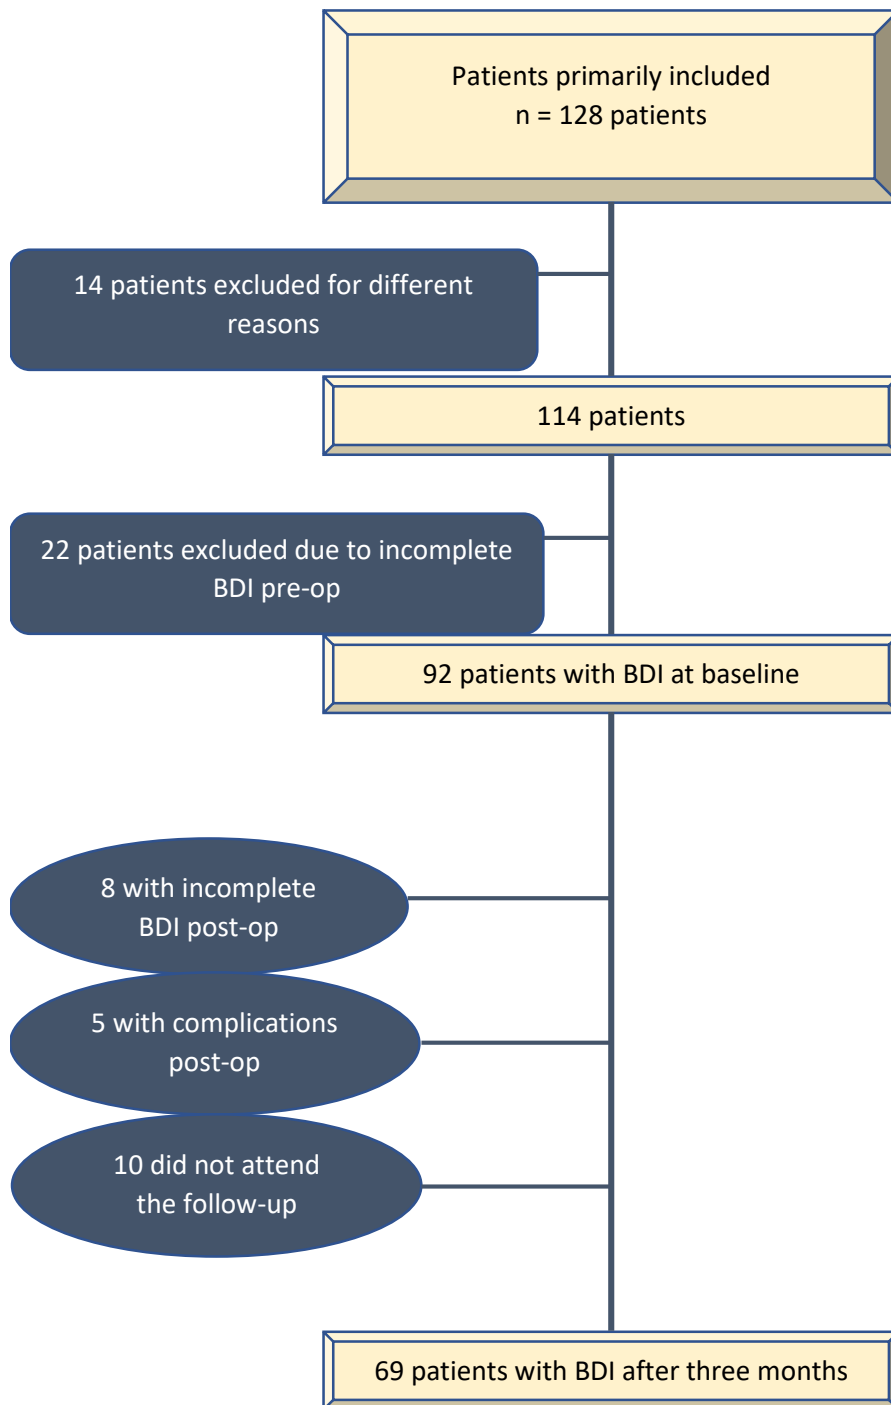 Patients primarily included
n = 128 patients
14 patients excluded for different
reasons
114 patients
22 patients excluded due to incomplete
BDI pre-op
92 patients with BDI at baseline
8 with incomplete
BDI post-op
5 with complications
post-op
10 did not attend
the follow-up
69 patients with BDI after three months